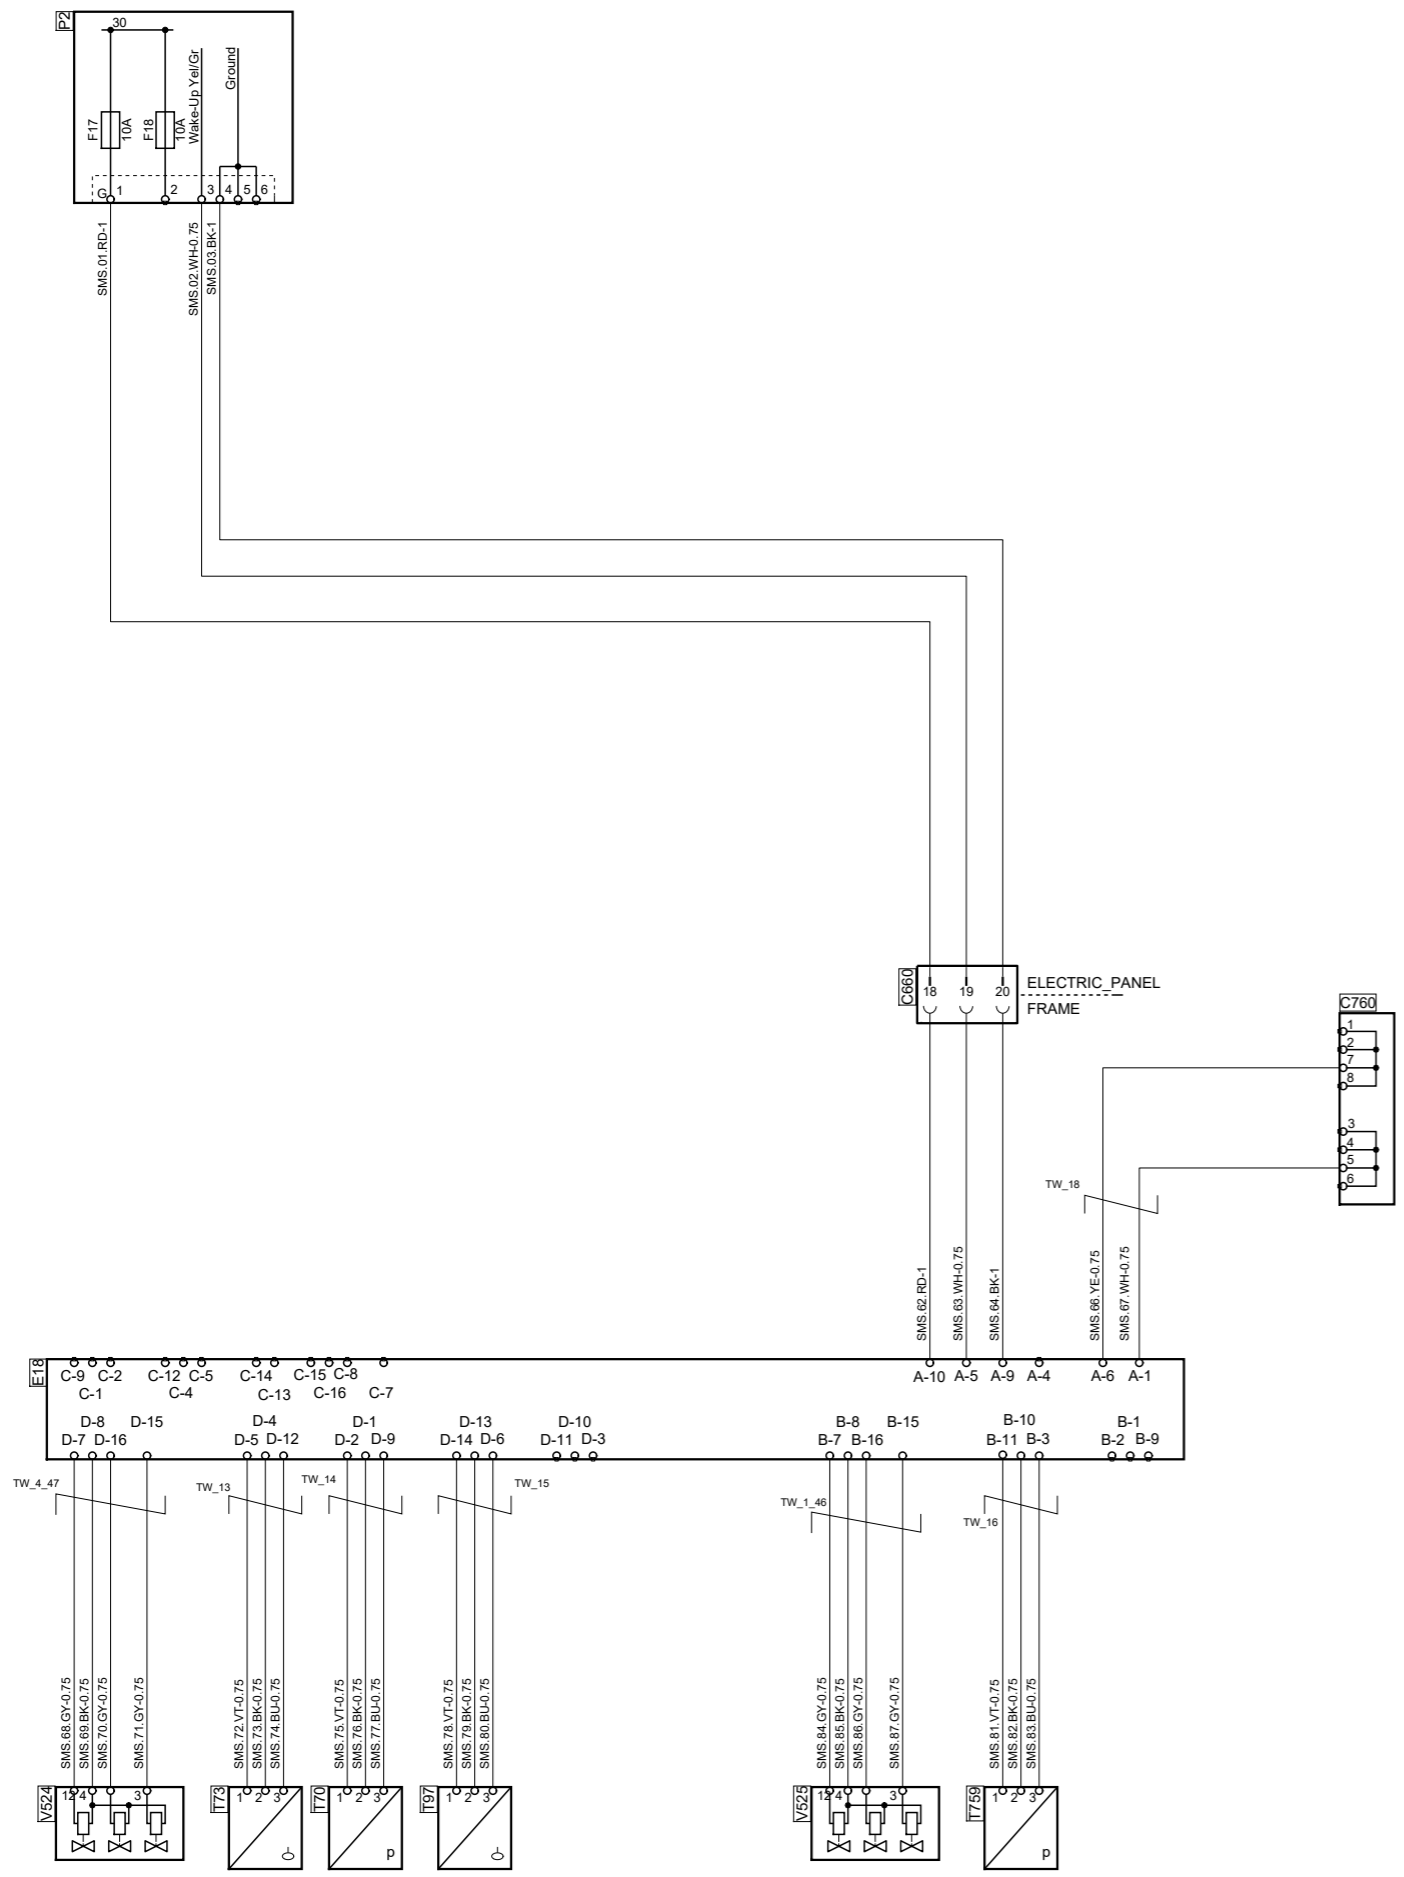 P2
30
F17
10A
F18
10A
Wake-Up Yel/Gr
Ground
G 1 2 3 4 5 6
SMS.01.RD-1
SMS.02.WH-0.75
SMS.03.BK-1
C660
18 19 20
ELECTRIC_PANEL
FRAME
C760
1
2
7
8
3
4
5
6
TW_18
SMS.62.RD-1
SMS.63.WH-0.75
SMS.64.BK-1
SMS.66.YE-0.75
SMS.67.WH-0.75
E18
C-9 C-2 C-12 C-5 C-14 C-15 C-8 A-10 A-5 A-9 A-4 A-6 A-1
C-1 C-4 C-13 C-16 C-7
D-8 D-15 D-4 D-1 D-13 D-10 B-8 B-15 B-10 B-1
D-7 D-16 D-5 D-12 D-2 D-9 D-14 D-6 D-11 D-3 B-7 B-16 B-11 B-3 B-2 B-9
TW_4_47
TW_13
TW_14
TW_15
TW_1_46
TW_16
SMS.68.GY-0.75
SMS.69.BK-0.75
SMS.70.GY-0.75
SMS.71.GY-0.75
SMS.72.VT-0.75
SMS.73.BK-0.75
SMS.74.BU-0.75
SMS.75.VT-0.75
SMS.76.BK-0.75
SMS.77.BU-0.75
SMS.78.VT-0.75
SMS.79.BK-0.75
SMS.80.BU-0.75
SMS.84.GY-0.75
SMS.85.BK-0.75
SMS.86.GY-0.75
SMS.87.GY-0.75
SMS.81.VT-0.75
SMS.82.BK-0.75
SMS.83.BU-0.75
V524
1 2 4 3
T73
1 2 3
T70
1 2 3
p
T97
1 2 3
V525
1 2 4 3
T759
1 2 3
p